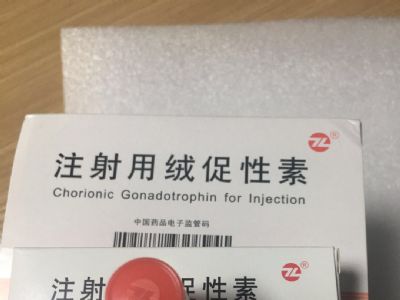 注射用绒促性素
Chorionic Gonadotrophin for Injection
中国药品电子监管码
注射 促性素